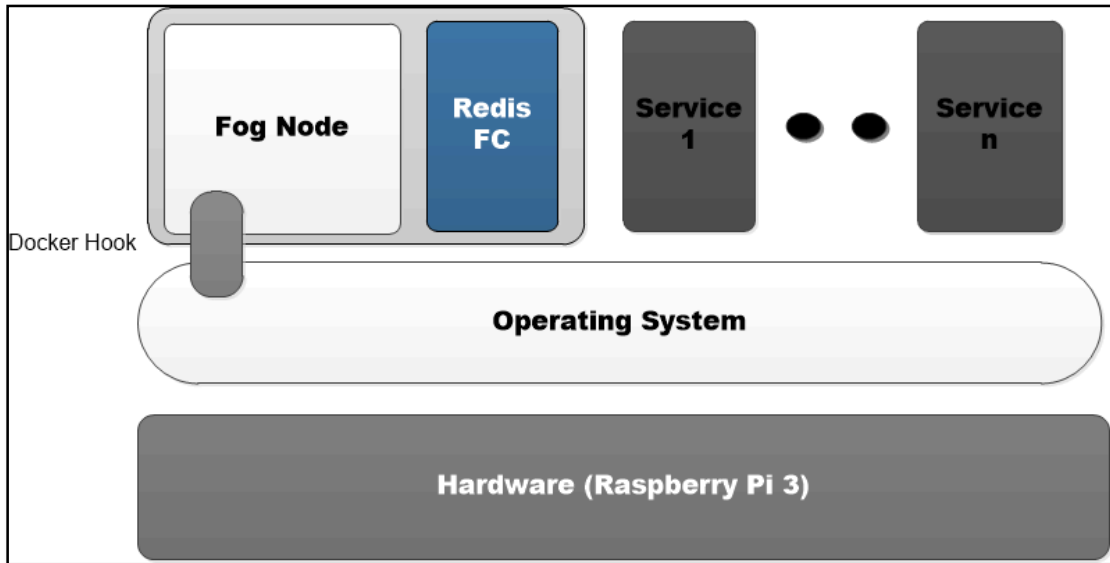 Fog Node
Redis
FC
Service
1
Service
n
Docker Hook
Operating System
Hardware (Raspberry Pi 3)